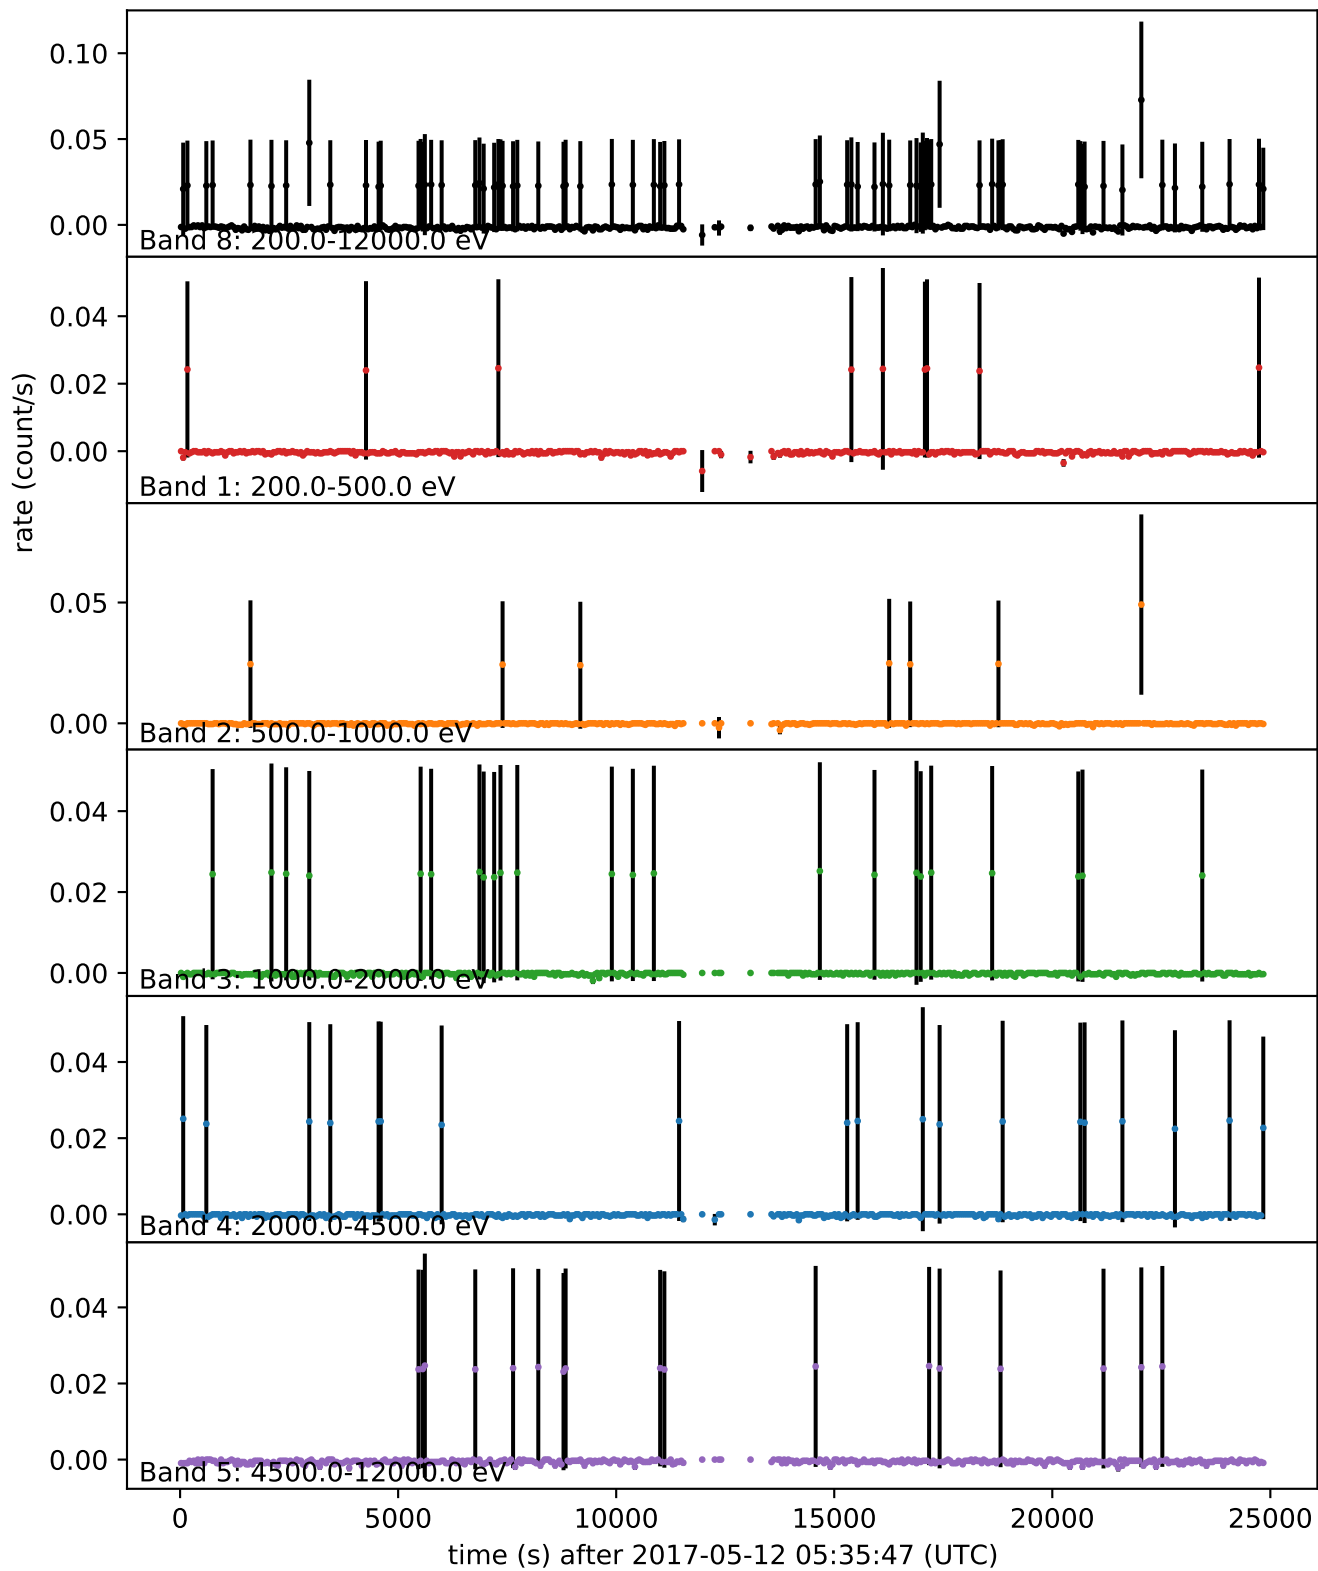 0.10
0.05
0.00
Band 8: 200.0-12000.0 eV
0.04
0.02
0.00
Band 1: 200.0-500.0 eV
rate (count/s)
0.05
0.00
Band 2: 500.0-1000.0 eV
0.04
0.02
0.00
Band 3: 1000.0-2000.0 eV
0.04
0.02
0.00
Band 4: 2000.0-4500.0 eV
0.04
0.02
0.00
Band 5: 4500.0-12000.0 eV
0 5000 10000 15000 20000 25000
time (s) after 2017-05-12 05:35:47 (UTC)